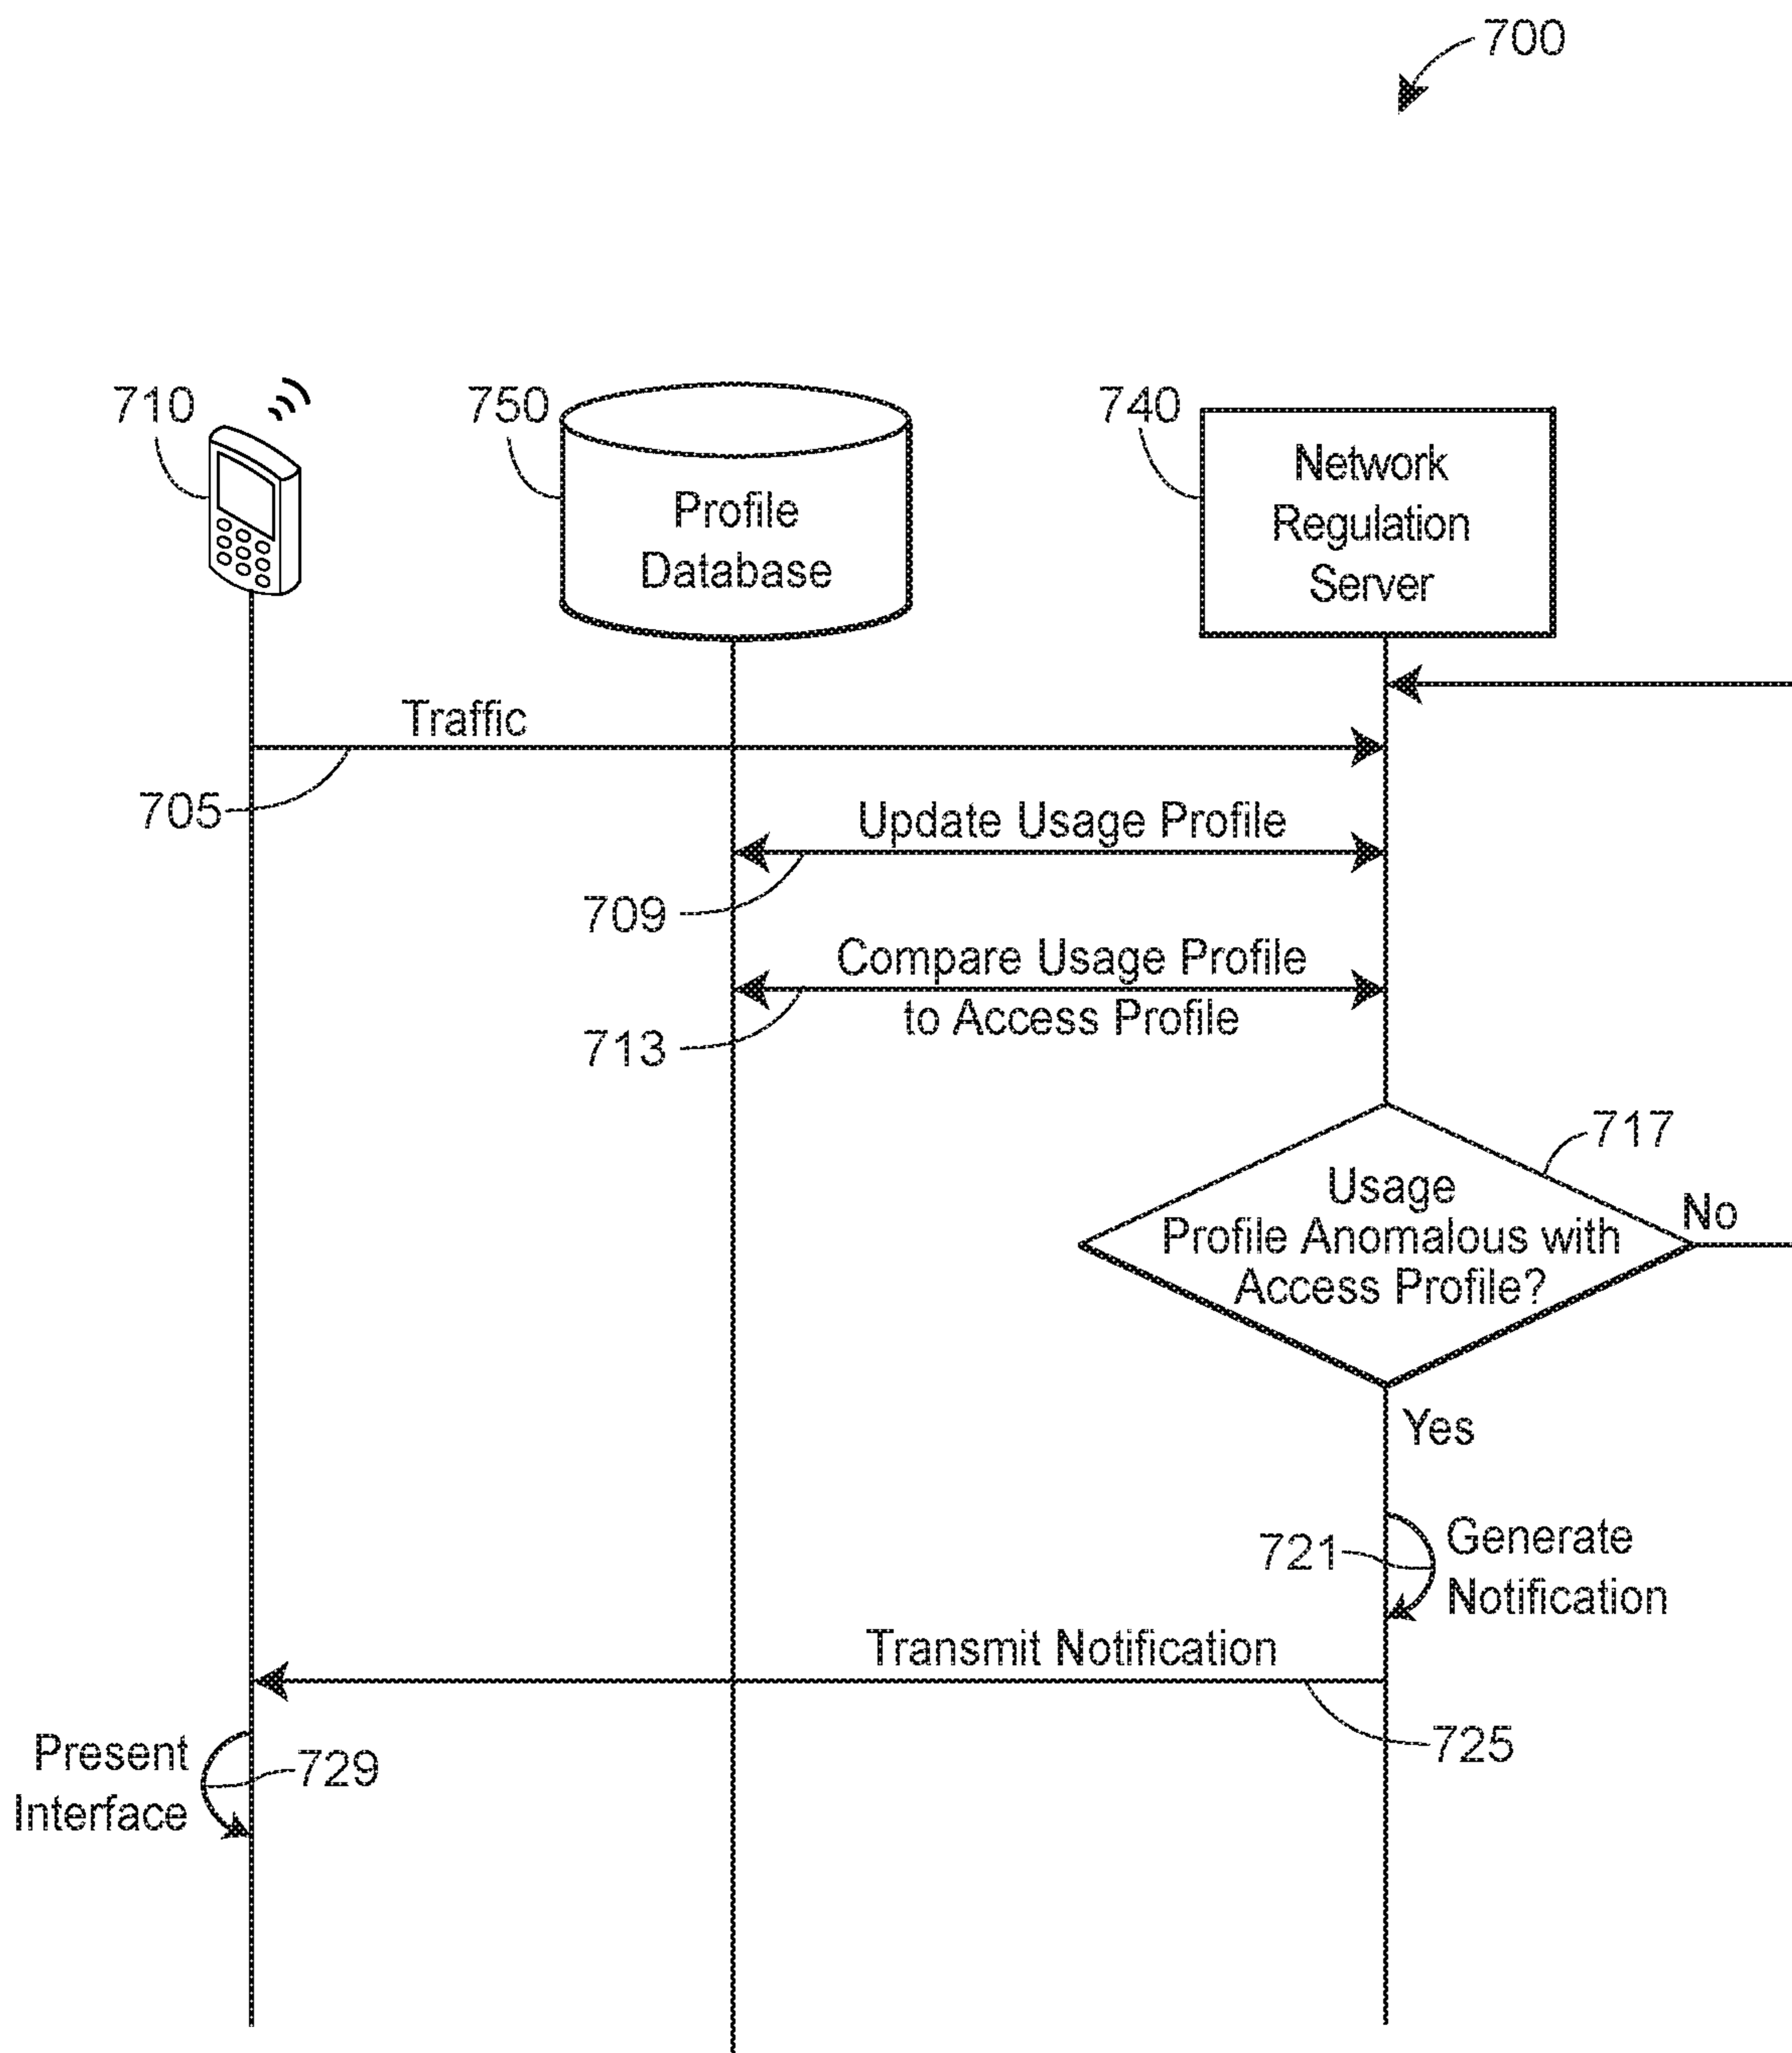 700
710
750
740
Profile
Database
Network
Regulation
Server
Traffic
705
Update Usage Profile
709
Compare Usage Profile
to Access Profile
713
717
Usage
Profile Anomalous with
Access Profile?
No
Yes
721
Generate
Notification
Transmit Notification
725
Present
Interface
729